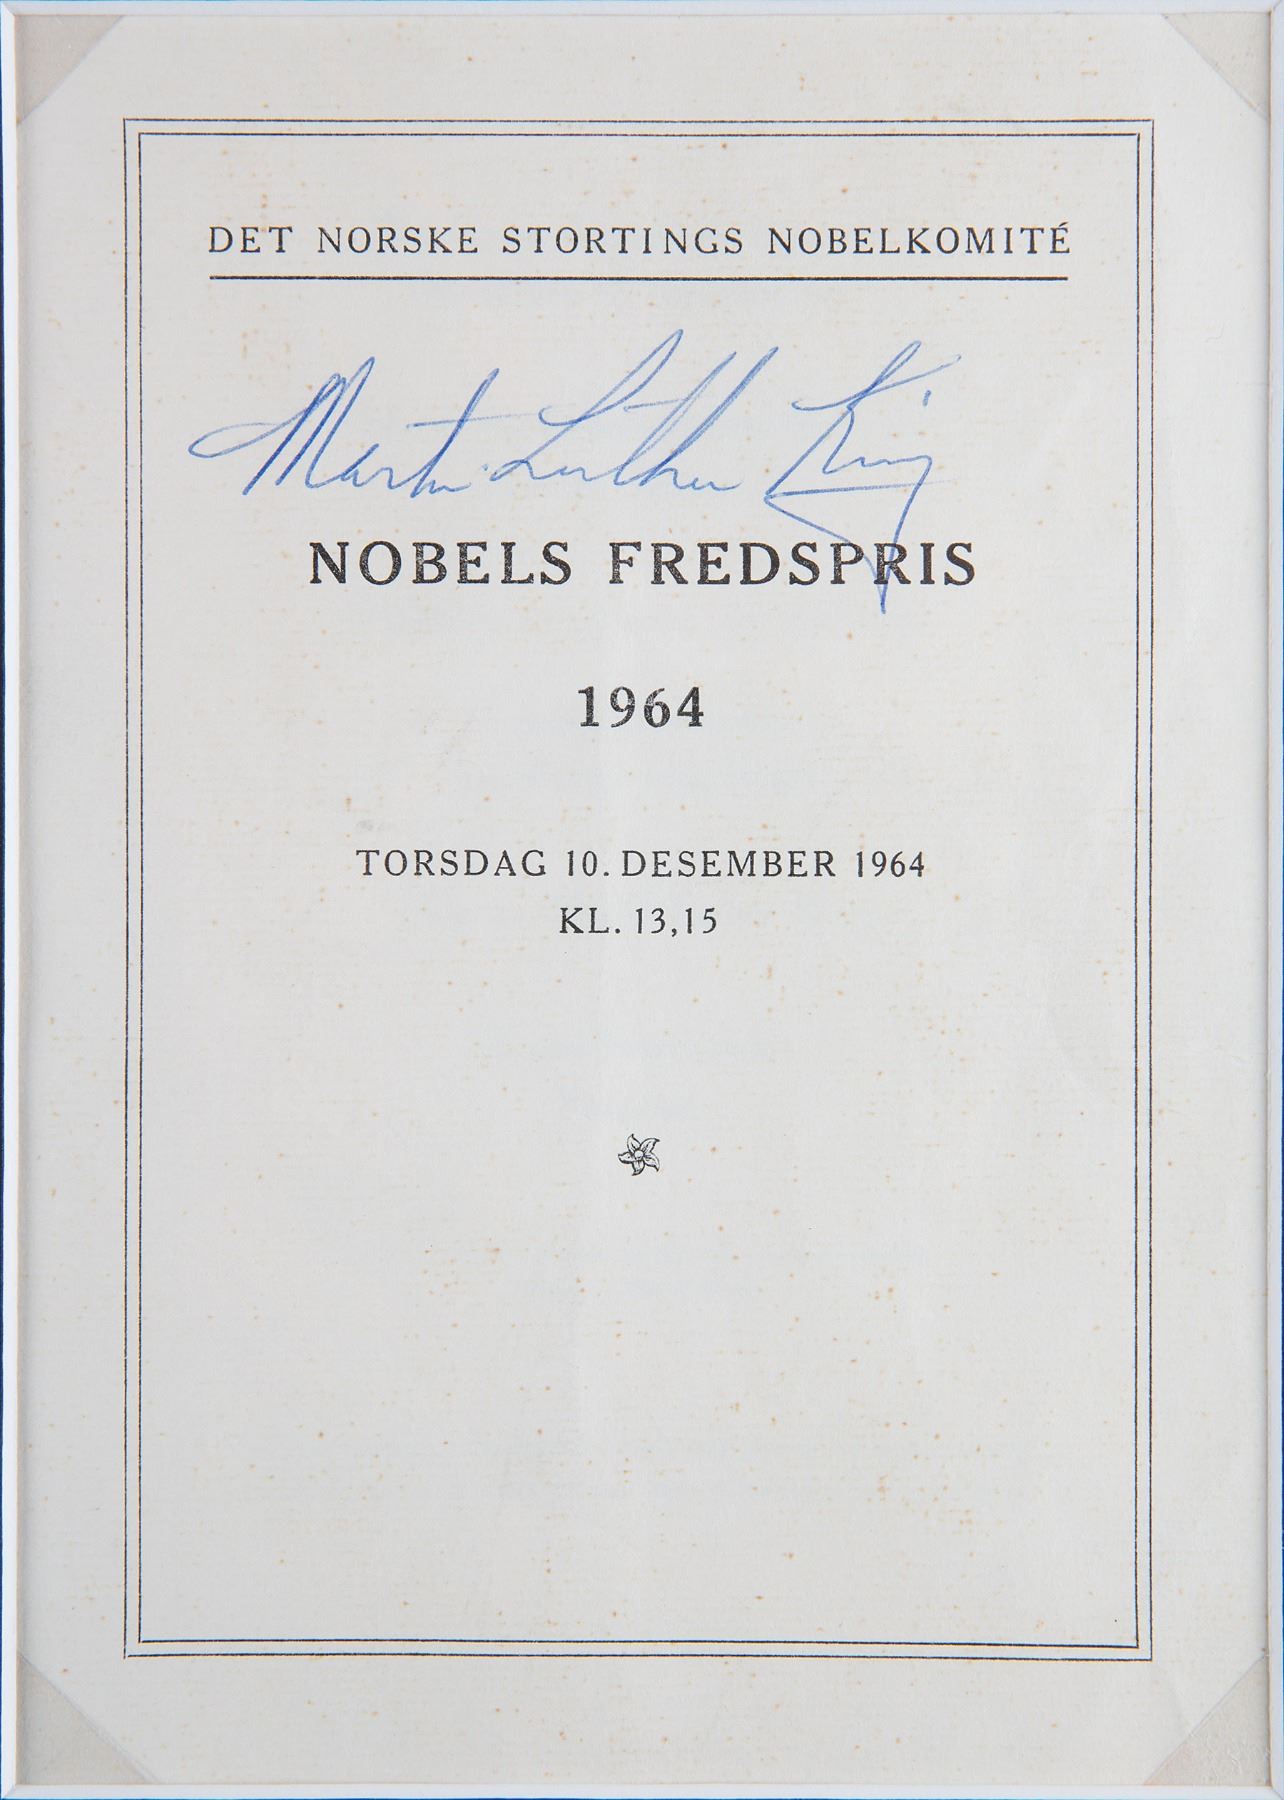 DET NORSKE STORTINGS NOBELKOMITÉ
Martin Luther King
NOBELS FREDSPRIS
1964
TORSDAG 10. DESEMBER 1964
KL. 13,15